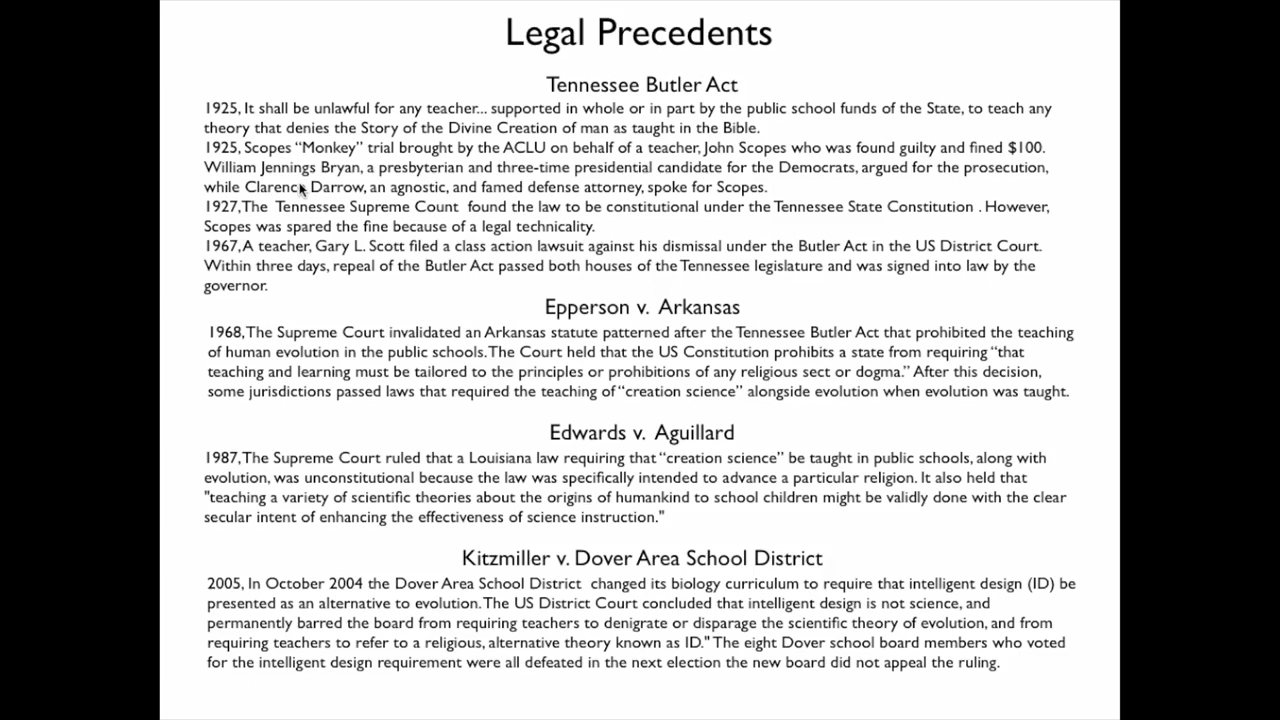 Legal Precedents
Tennessee Butler Act
1925, It shall be unlawful for any teacher... supported in whole or in part by the public school funds of the State, to teach any
theory that denies the Story of the Divine Creation of man as taught in the Bible.
1925, Scopes “Monkey” trial brought by the ACLU on behalf of a teacher, John Scopes who was found guilty and fined $100.
William Jennings Bryan, a presbyterian and three-time presidential candidate for the Democrats, argued for the prosecution,
while Clarence Darrow, an agnostic, and famed defense attorney, spoke for Scopes.
1927, The Tennessee Supreme Count found the law to be constitutional under the Tennessee State Constitution . However,
Scopes was spared the fine because of a legal technicality.
1967, A teacher, Gary L. Scott filed a class action lawsuit against his dismissal under the Butler Act in the US District Court.
Within three days, repeal of the Butler Act passed both houses of the Tennessee legislature and was signed into law by the
governor.
Epperson v. Arkansas
1968, The Supreme Court invalidated an Arkansas statute patterned after the Tennessee Butler Act that prohibited the teaching
of human evolution in the public schools. The Court held that the US Constitution prohibits a state from requiring “that
teaching and learning must be tailored to the principles or prohibitions of any religious sect or dogma.” After this decision,
some jurisdictions passed laws that required the teaching of “creation science” alongside evolution when evolution was taught.
Edwards v. Aguillard
1987, The Supreme Court ruled that a Louisiana law requiring that “creation science” be taught in public schools, along with
evolution, was unconstitutional because the law was specifically intended to advance a particular religion. It also held that
"teaching a variety of scientific theories about the origins of humankind to school children might be validly done with the clear
secular intent of enhancing the effectiveness of science instruction."
Kitzmiller v. Dover Area School District
2005, In October 2004 the Dover Area School District changed its biology curriculum to require that intelligent design (ID) be
presented as an alternative to evolution. The US District Court concluded that intelligent design is not science, and
permanently barred the board from requiring teachers to denigrate or disparage the scientific theory of evolution, and from
requiring teachers to refer to a religious, alternative theory known as ID." The eight Dover school board members who voted
for the intelligent design requirement were all defeated in the next election the new board did not appeal the ruling.